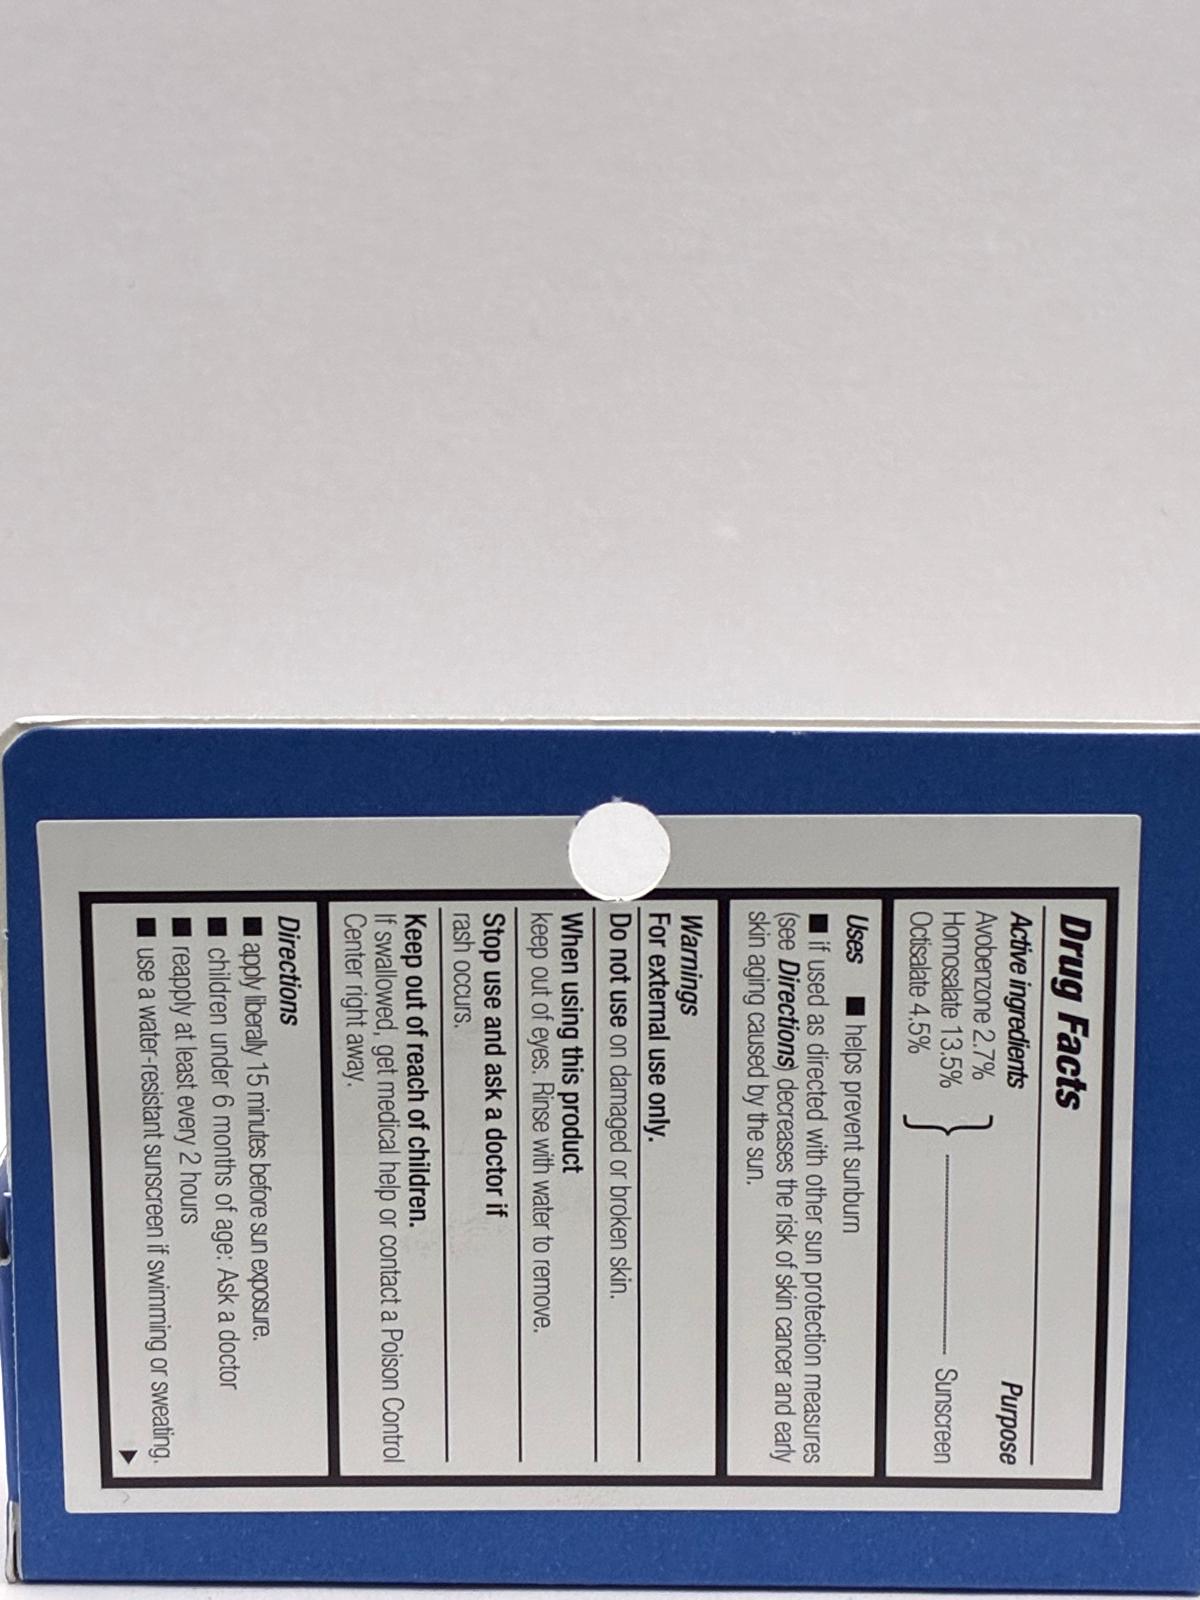 Drug Facts
Active ingredients Purpose
Avobenzone 2.7%
Homosalate 13.5% Sunscreen
Octisalate 4.5%
Uses ■ helps prevent sunburn
■ if used as directed with other sun protection measures
(see Directions) decreases the risk of skin cancer and early
skin aging caused by the sun.
Warnings
For external use only.
Do not use on damaged or broken skin.
When using this product
keep out of eyes. Rinse with water to remove.
Stop use and ask a doctor if
rash occurs.
Keep out of reach of children.
If swallowed, get medical help or contact a Poison Control
Center right away.
Directions
■ apply liberally 15 minutes before sun exposure.
■ children under 6 months of age: Ask a doctor
■ reapply at least every 2 hours
■ use a water-resistant sunscreen if swimming or sweating.